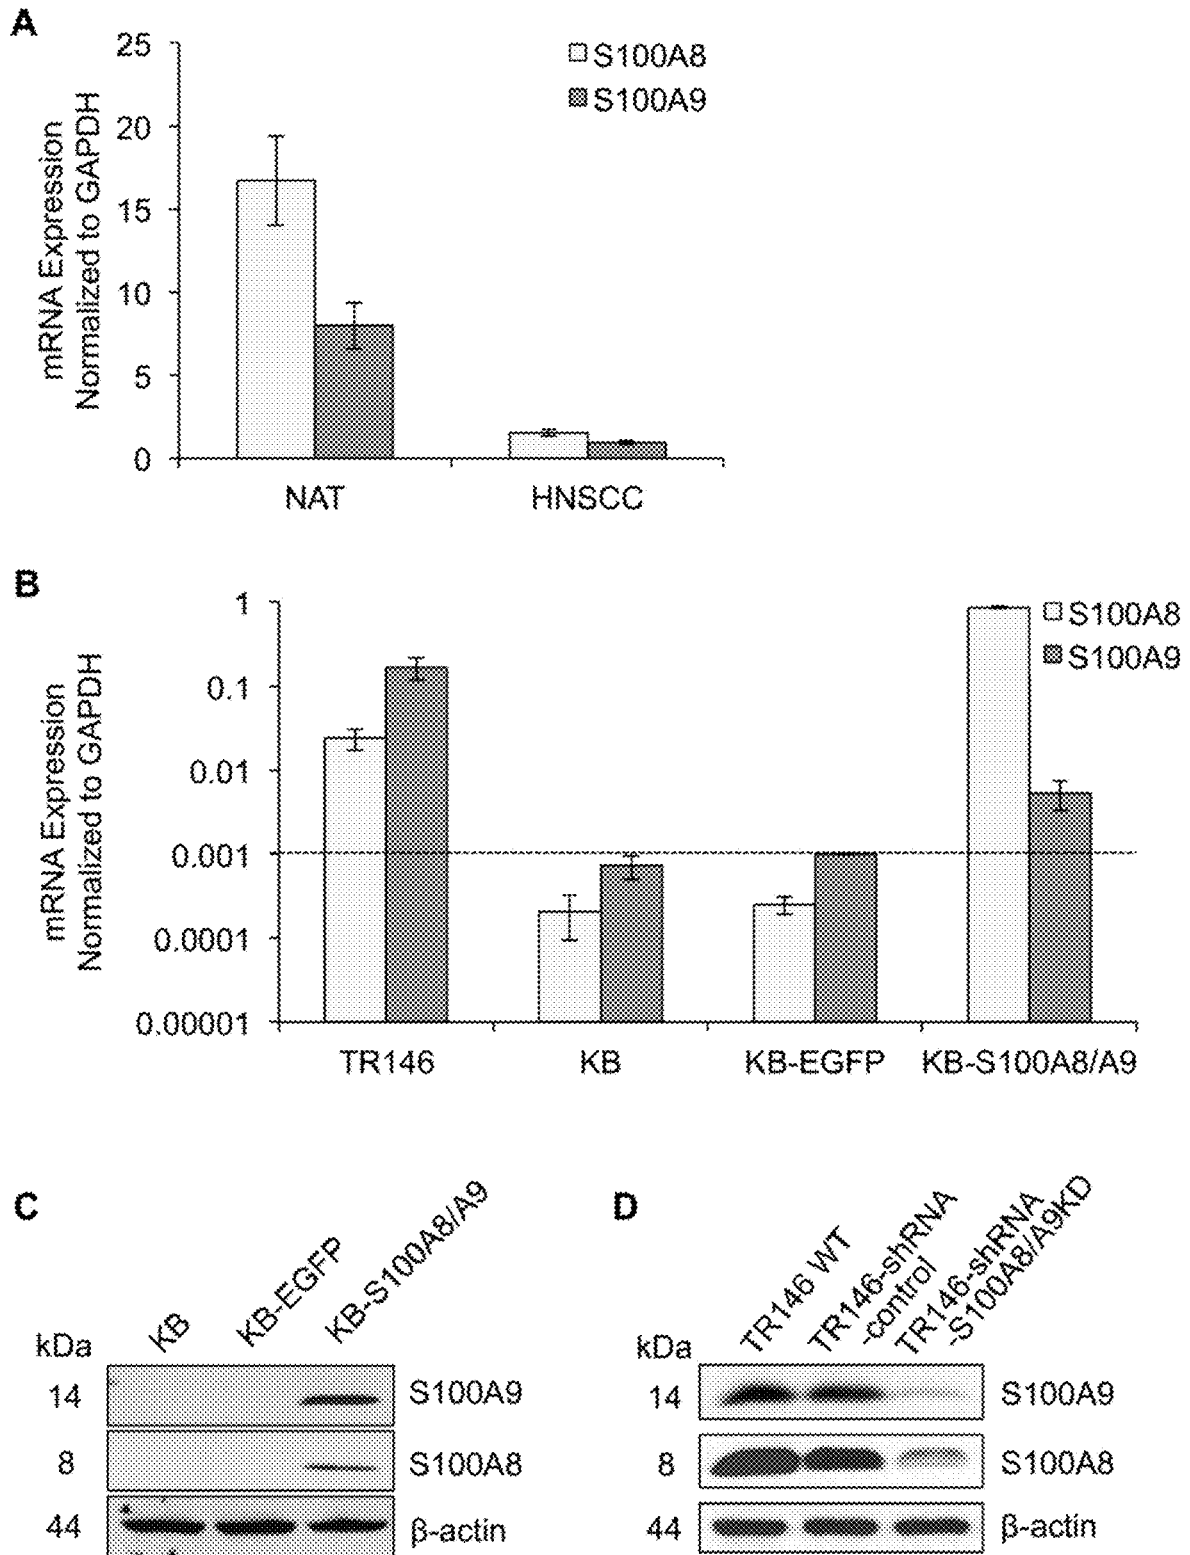 A
25
20
15
10
5
0
mRNA Expression
Normalized to GAPDH
S100A8
S100A9
NAT
HNSCC
B
1
0.1
0.01
0.001
0.0001
0.00001
mRNA Expression
Normalized to GAPDH
S100A8
S100A9
TR146
KB
KB-EGFP
KB-S100A8/A9
C
kDa
KB
KB-EGFP
KB-S100A8/A9
14
S100A9
8
S100A8
44
β-actin
D
kDa
TR146 WT
TR146-shRNA
-control
TR146-shRNA
-S100A8/A9KD
14
S100A9
8
S100A8
44
β-actin